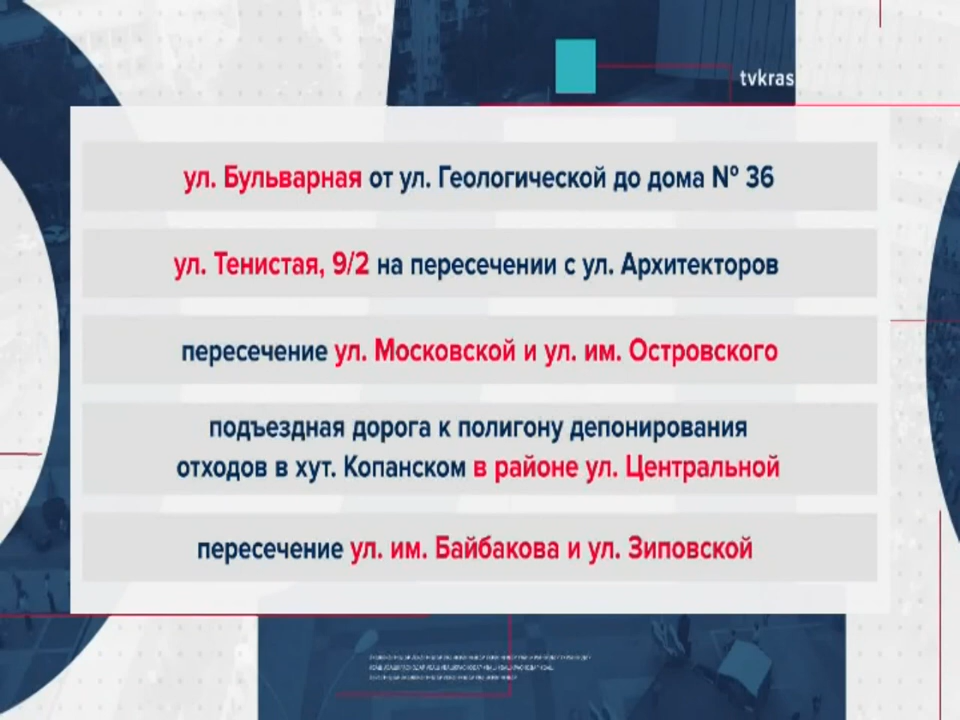 tvkras
ул. Бульварная от ул. Геологической до дома № 36
ул. Тенистая, 9/2 на пересечении с ул. Архитекторов
пересечение ул. Московской и ул. им. Островского
подъездная дорога к полигону депонирования
отходов в хут. Копанском в районе ул. Центральной
пересечение ул. им. Байбакова и ул. Зиповской